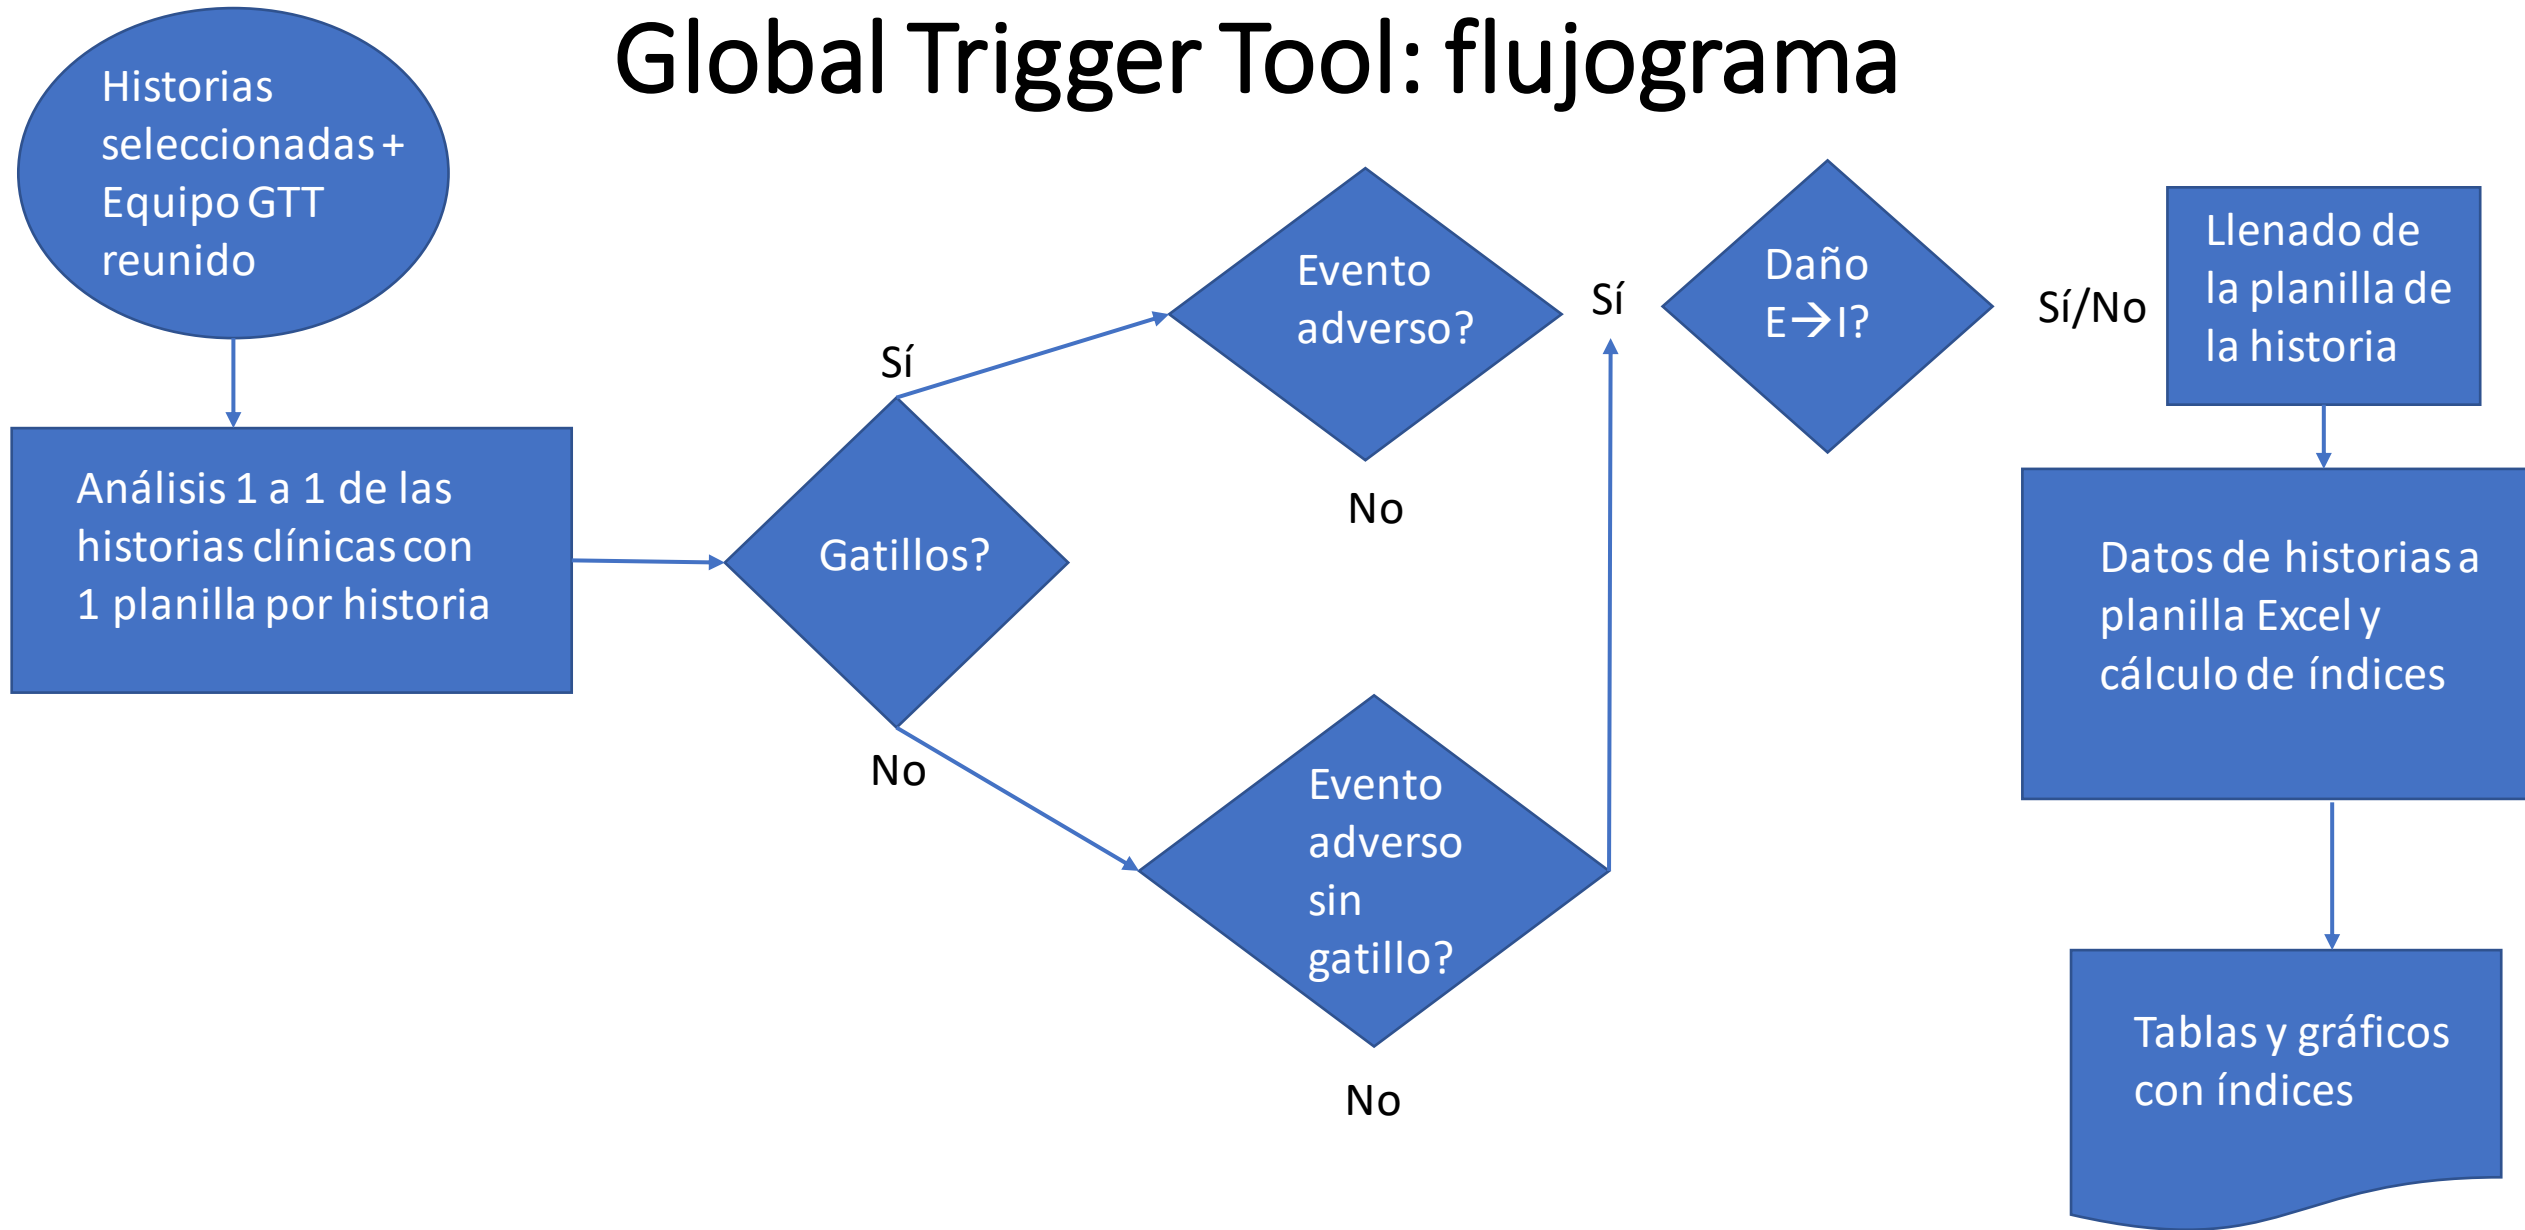 Global Trigger Tool: flujograma
Historias
seleccionadas +
Equipo GTT
reunido
Análisis 1 a 1 de las
historias clínicas con
1 planilla por historia
Gatillos?
Sí
No
Evento
adverso?
No
Evento
adverso
sin
gatillo?
No
Sí
Daño
E→I?
Sí/No
Llenado de
la planilla de
la historia
Datos de historias a
planilla Excel y
cálculo de índices
Tablas y gráficos
con índices